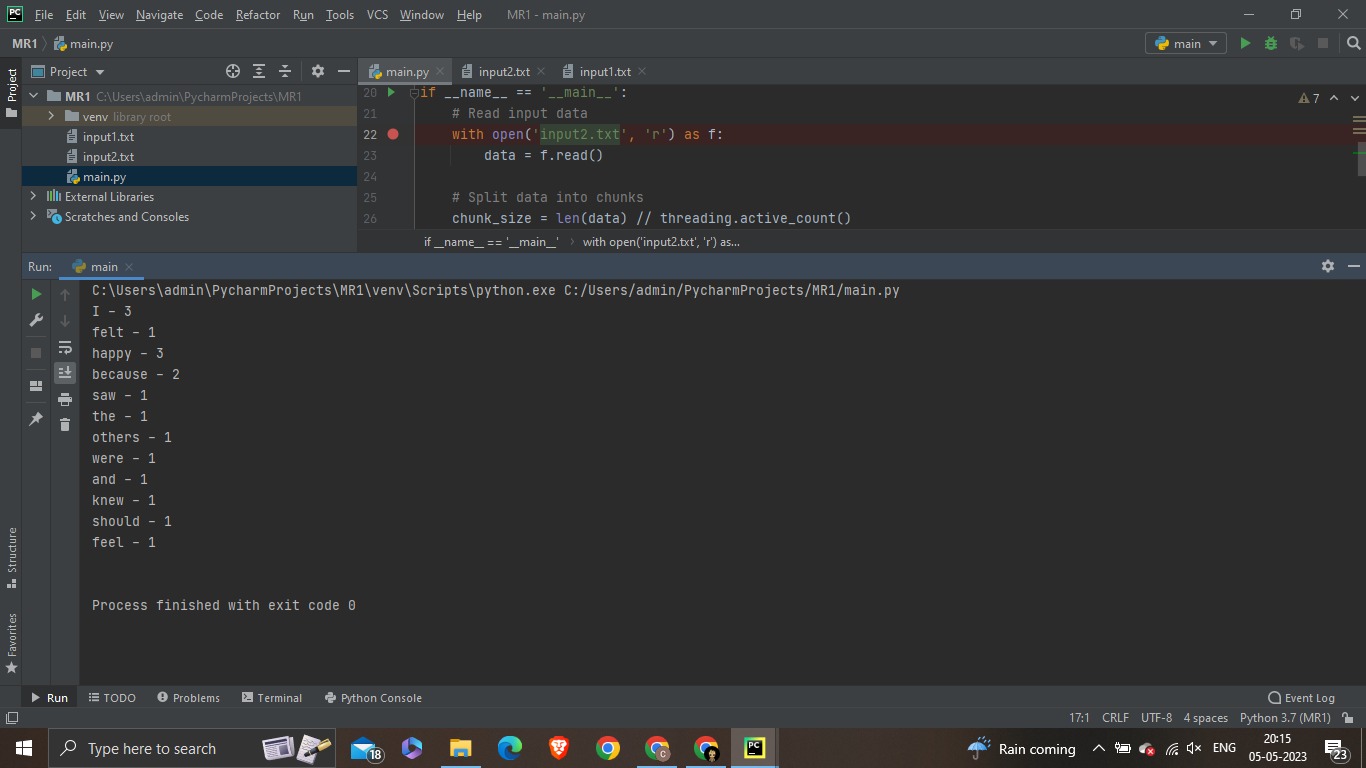 PC File Edit View Navigate Code Refactor Run Tools VCS Window Help MR1 - main.py
MR1 main.py
main
Project
Project
MR1 C:\Users\admin\PycharmProjects\MR1
venv library root
input1.txt
input2.txt
main.py
External Libraries
Scratches and Consoles
main.py input2.txt input1.txt
7
20 if __name__ == '__main__':
21 # Read input data
22 with open('input2.txt', 'r') as f:
23 data = f.read()
24
25 # Split data into chunks
26 chunk_size = len(data) // threading.active_count()
if __name__ == '__main__' › with open('input2.txt', 'r') as...
Run: main
C:\Users\admin\PycharmProjects\MR1\venv\Scripts\python.exe C:/Users/admin/PycharmProjects/MR1/main.py
I - 3
felt - 1
happy - 3
because - 2
saw - 1
the - 1
others - 1
were - 1
and - 1
knew - 1
should - 1
feel - 1
Process finished with exit code 0
Structure
Favorites
Run TODO Problems Terminal Python Console Event Log
17:1 CRLF UTF-8 4 spaces Python 3.7 (MR1)
Type here to search
18
C
PC
Rain coming
ENG
20:15
05-05-2023
23